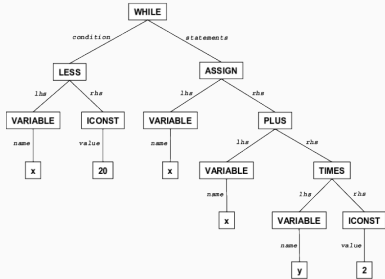 WHILE
condition statements
LESS ASSIGN
lhs rhs lhs rhs
VARIABLE ICONST VARIABLE PLUS
name value name lhs rhs
x 20 x VARIABLE TIMES
name lhs rhs
x VARIABLE ICONST
name value
y 2